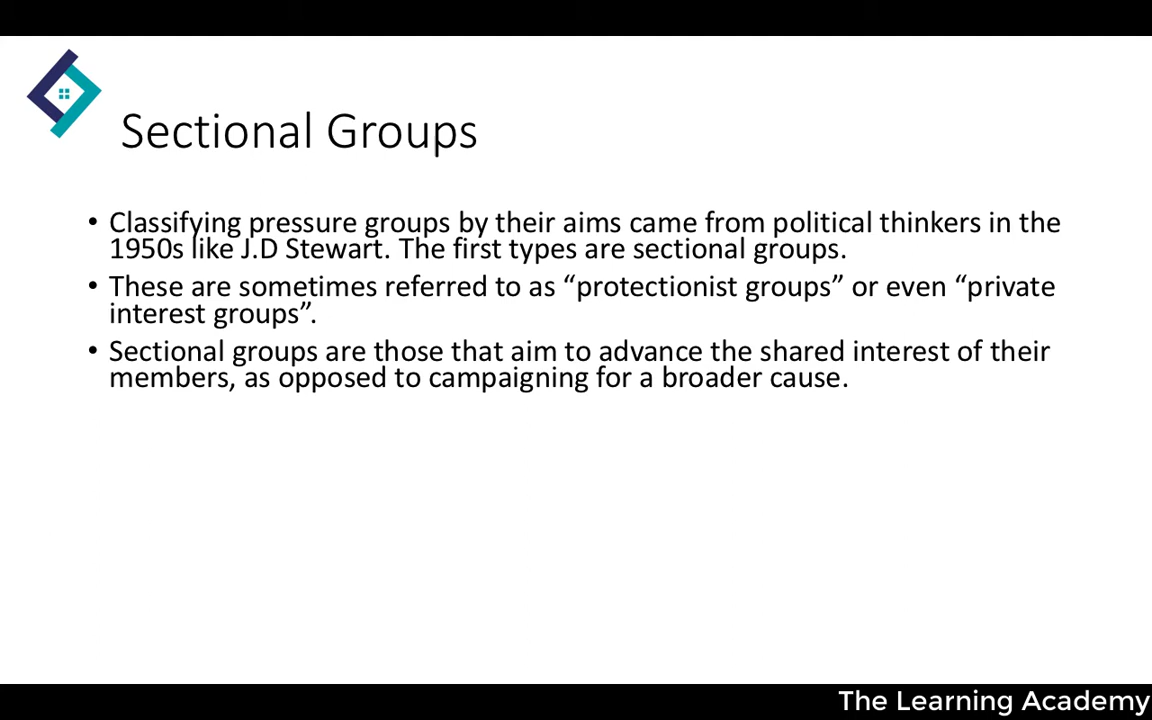 Sectional Groups
• Classifying pressure groups by their aims came from political thinkers in the
1950s like J.D Stewart. The first types are sectional groups.
• These are sometimes referred to as “protectionist groups” or even “private
interest groups”.
• Sectional groups are those that aim to advance the shared interest of their
members, as opposed to campaigning for a broader cause.
The Learning Academy